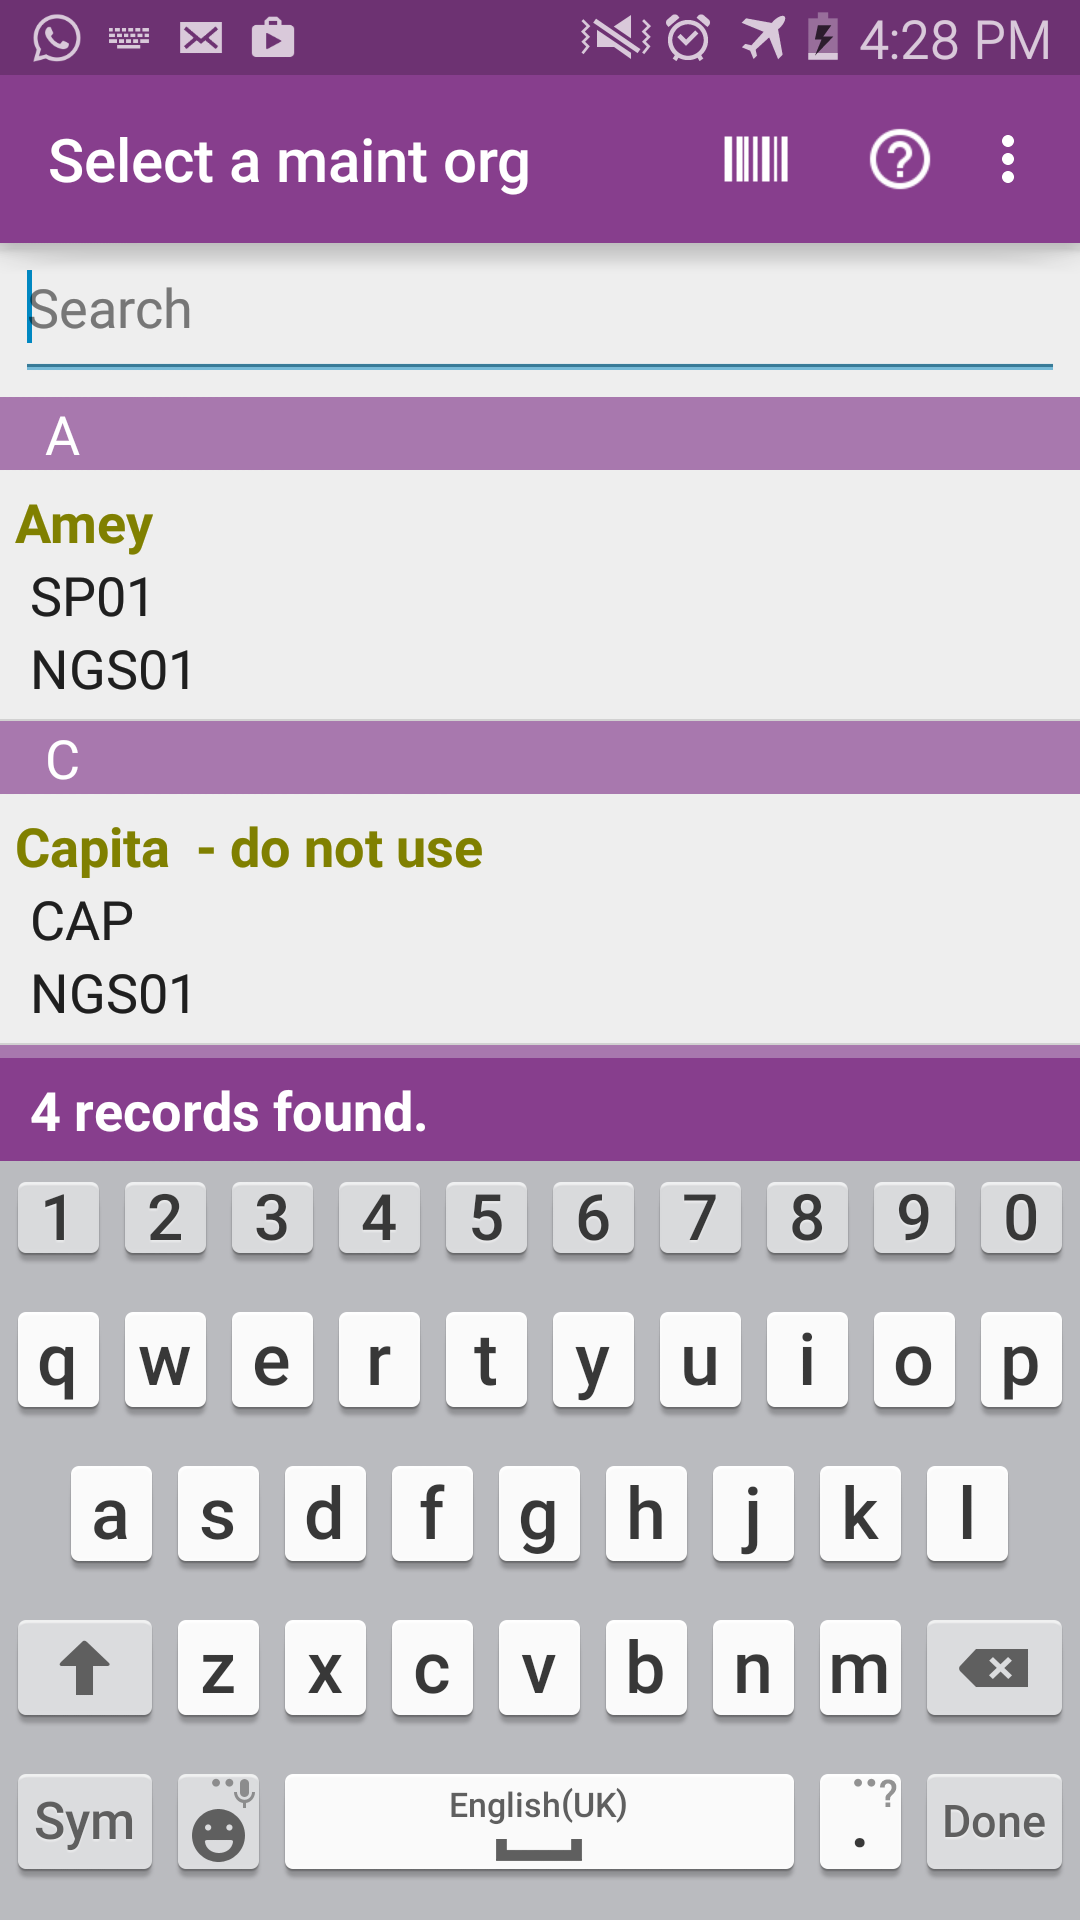 4:28 PM
Select a maint org
Search
A
Amey
SP01
NGS01
C
Capita  - do not use
CAP
NGS01
4 records found.
1 2 3 4 5 6 7 8 9 0
q w e r t y u i o p
a s d f g h j k l
z x c v b n m
Sym English(UK) . ? Done